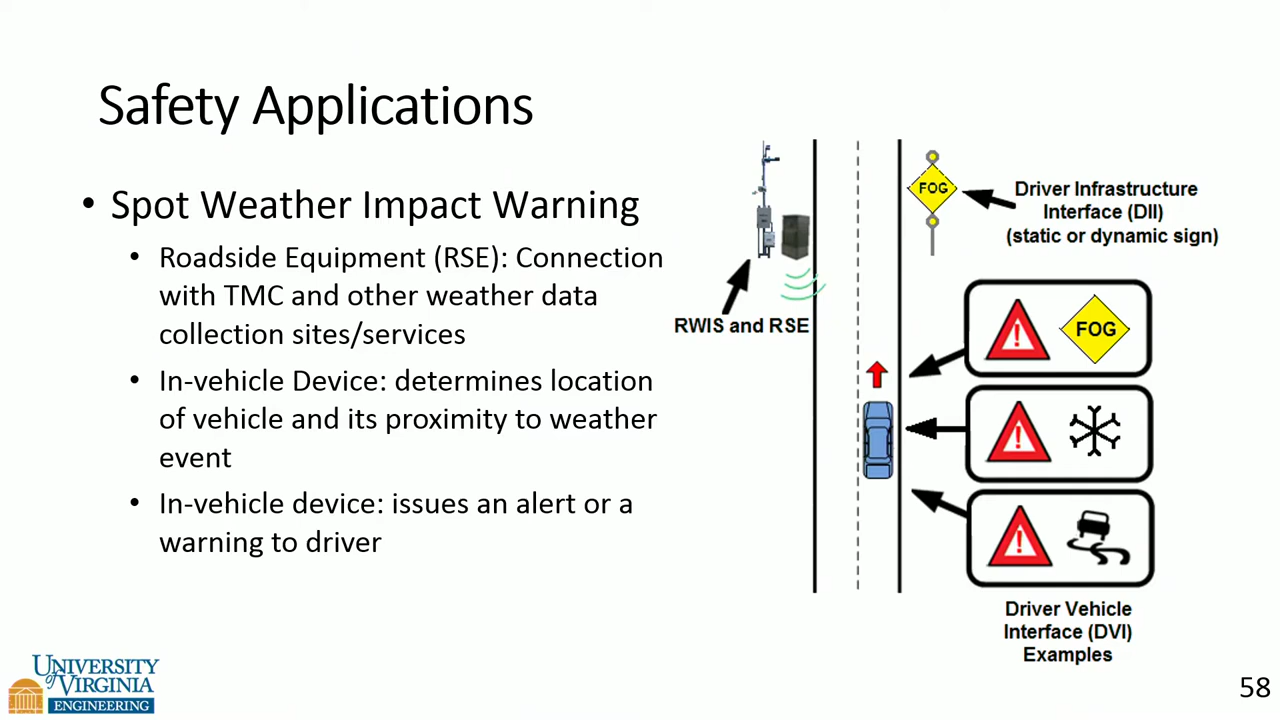 Safety Applications
• Spot Weather Impact Warning
• Roadside Equipment (RSE): Connection
with TMC and other weather data
collection sites/services
• In-vehicle Device: determines location
of vehicle and its proximity to weather
event
• In-vehicle device: issues an alert or a
warning to driver
RWIS and RSE
FOG
Driver Infrastructure
Interface (DII)
(static or dynamic sign)
! FOG
!
!
Driver Vehicle
Interface (DVI)
Examples
UNIVERSITY
of VIRGINIA
ENGINEERING
58